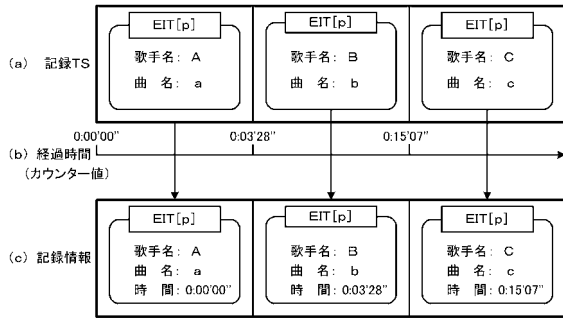 EIT[p] EIT[p] EIT[p]
(a) 記録TS
歌手名： A 歌手名： B 歌手名： C
曲 名： a 曲 名： b 曲 名： c
0:00'00” 0:03'28” 0:15'07”
(b) 経過時間
(カウンター値)
EIT[p] EIT[p] EIT[p]
(c) 記録情報
歌手名： A 歌手名： B 歌手名： C
曲 名： a 曲 名： b 曲 名： c
時 間：0:00'00” 時 間：0:03'28” 時 間：0:15'07”